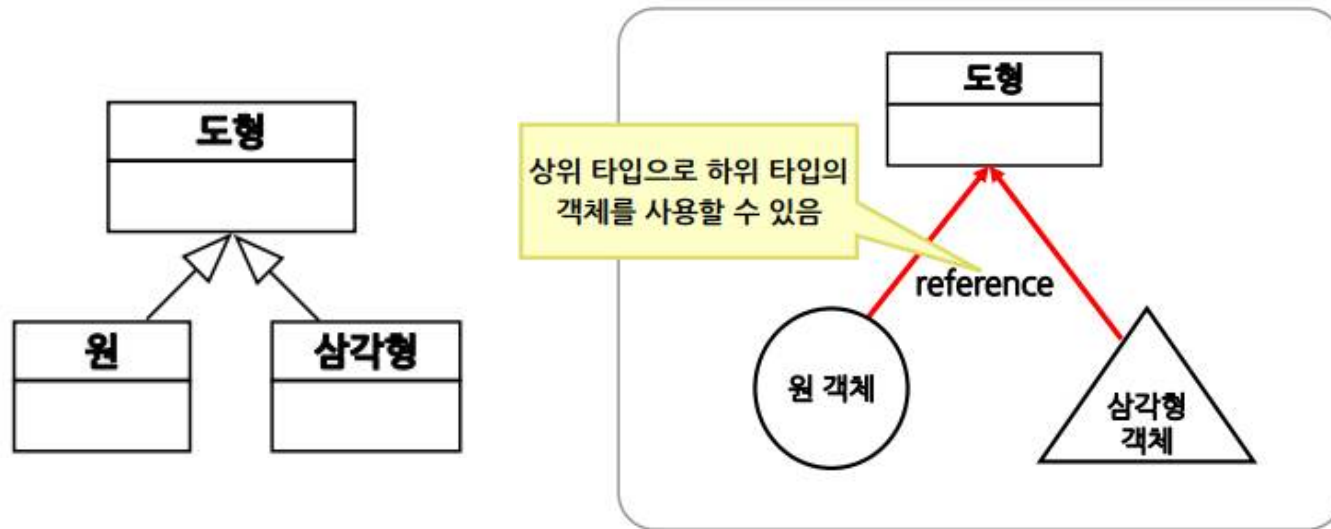 도형
원
삼각형
도형
상위 타입으로 하위 타입의
객체를 사용할 수 있음
reference
원 객체
삼각형
객체